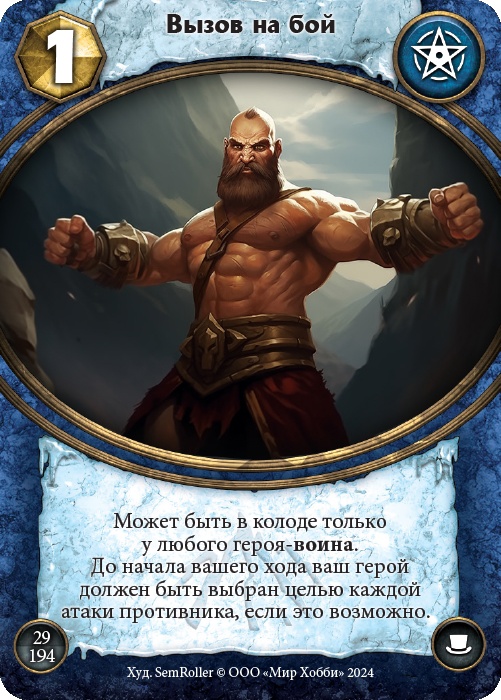 Вызов на бой
1
Может быть в колоде только
у любого героя-воина.
До начала вашего хода ваш герой
должен быть выбран целью каждой
атаки противника, если это возможно.
29
194
Худ. SemRoller © ООО «Мир Хобби» 2024